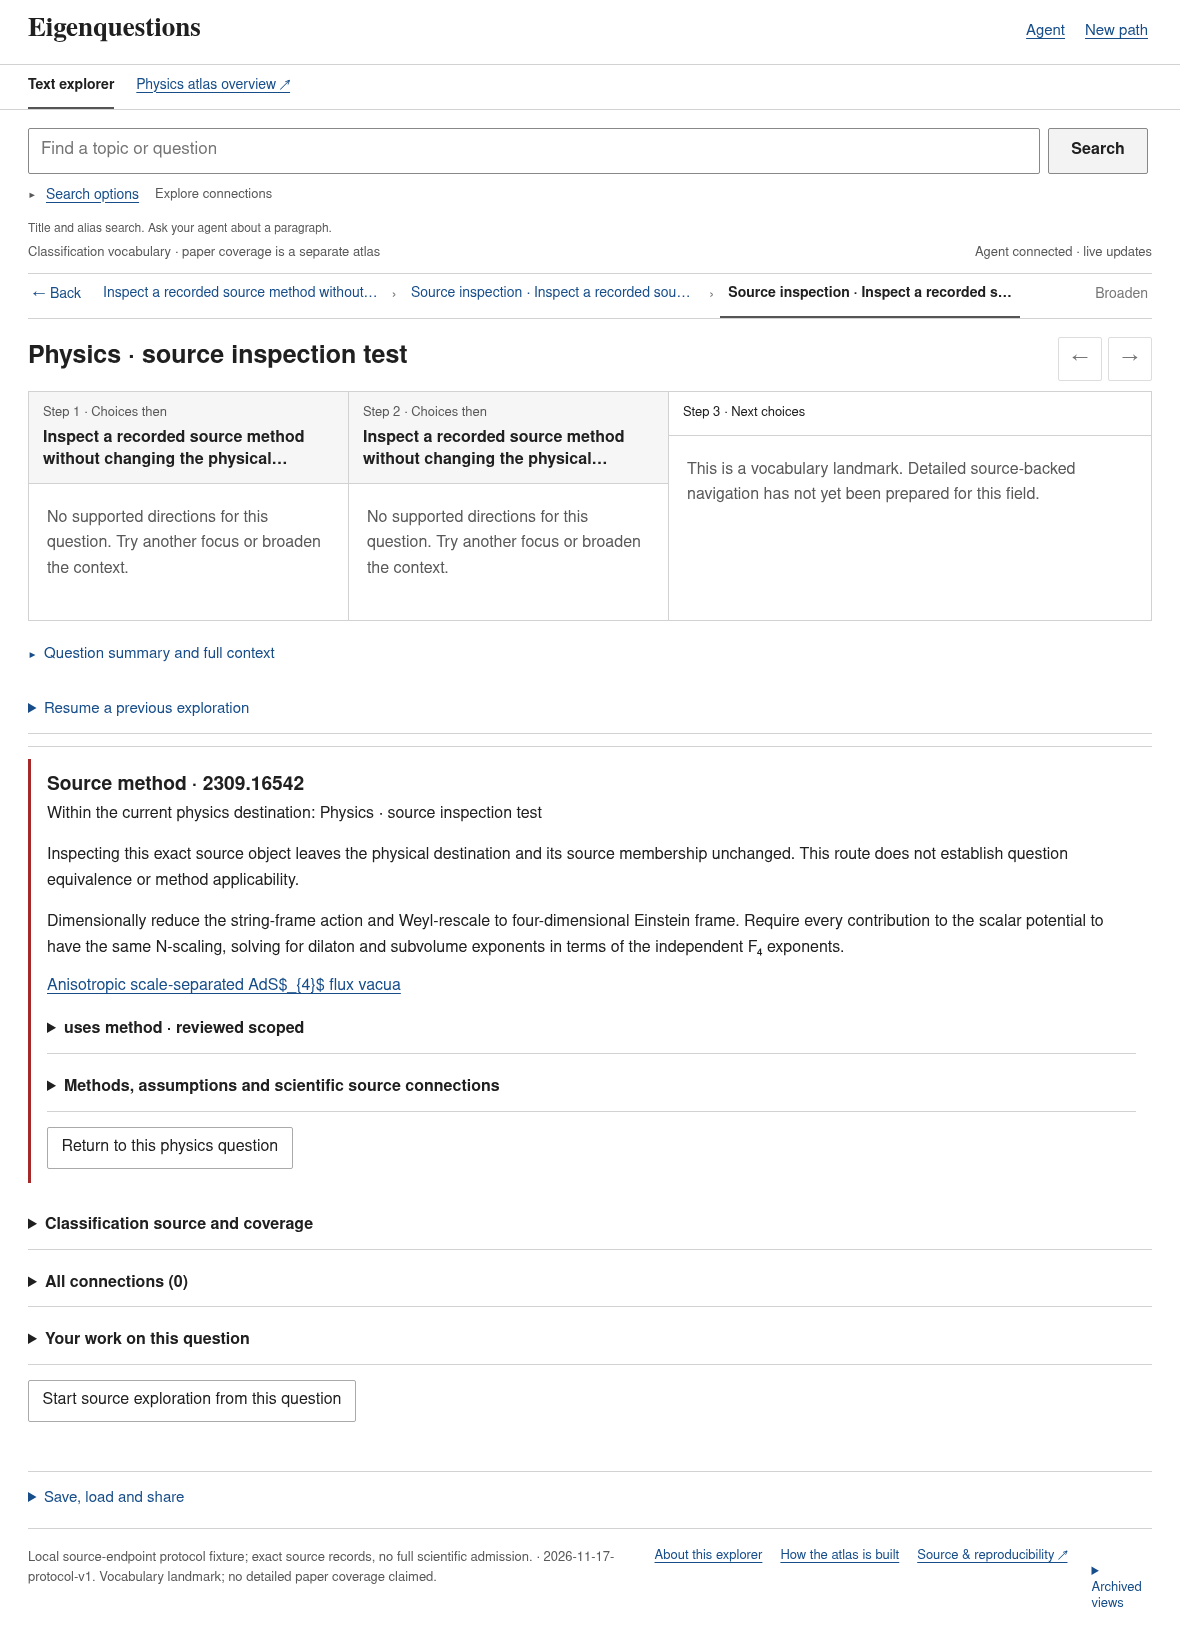 Eigenquestions
Agent New path
Text explorer Physics atlas overview ↗
Find a topic or question
Search
▸ Search options Explore connections
Title and alias search. Ask your agent about a paragraph.
Classification vocabulary · paper coverage is a separate atlas
Agent connected · live updates
← Back Inspect a recorded source method without… › Source inspection · Inspect a recorded sou… › Source inspection · Inspect a recorded s… Broaden
Physics · source inspection test
← →
Step 1 · Choices then
Inspect a recorded source method
without changing the physical…
No supported directions for this
question. Try another focus or broaden
the context.
Step 2 · Choices then
Inspect a recorded source method
without changing the physical…
No supported directions for this
question. Try another focus or broaden
the context.
Step 3 · Next choices
This is a vocabulary landmark. Detailed source-backed
navigation has not yet been prepared for this field.
▸ Question summary and full context
▶ Resume a previous exploration
Source method · 2309.16542
Within the current physics destination: Physics · source inspection test
Inspecting this exact source object leaves the physical destination and its source membership unchanged. This route does not establish question
equivalence or method applicability.
Dimensionally reduce the string-frame action and Weyl-rescale to four-dimensional Einstein frame. Require every contribution to the scalar potential to
have the same N-scaling, solving for dilaton and subvolume exponents in terms of the independent F₄ exponents.
Anisotropic scale-separated AdS$_{4}$ flux vacua
▶ uses method · reviewed scoped
▶ Methods, assumptions and scientific source connections
Return to this physics question
▶ Classification source and coverage
▶ All connections (0)
▶ Your work on this question
Start source exploration from this question
▶ Save, load and share
Local source-endpoint protocol fixture; exact source records, no full scientific admission. · 2026-11-17-
protocol-v1. Vocabulary landmark; no detailed paper coverage claimed.
About this explorer How the atlas is built Source & reproducibility ↗
▶
Archived
views